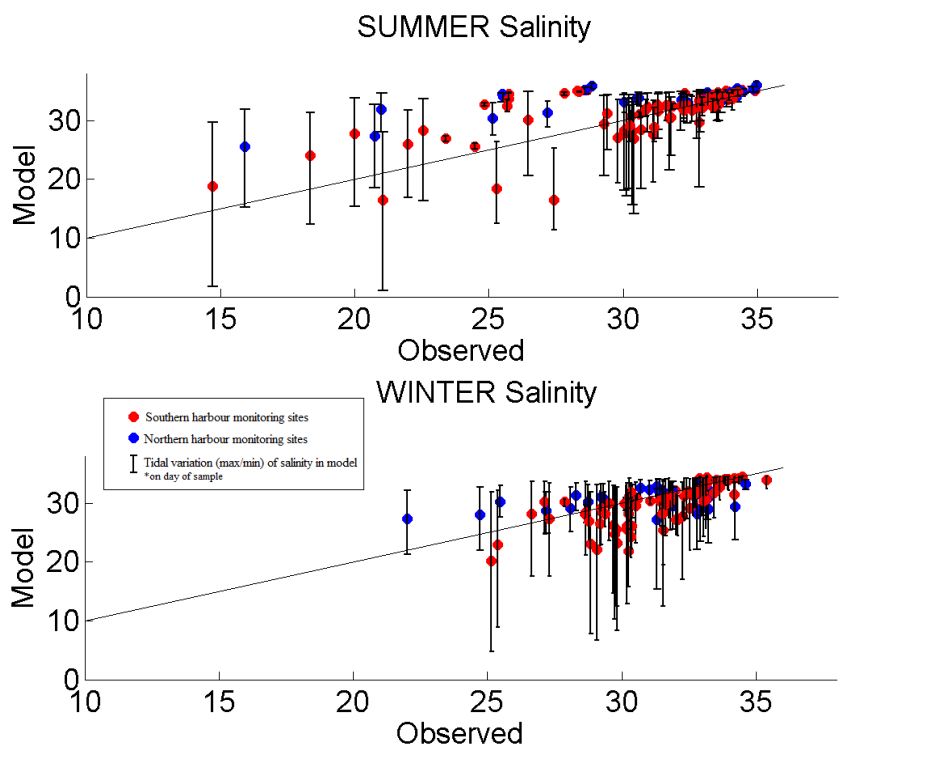 SUMMER Salinity
30
20
10
0
Model
10 15 20 25 30 35
Observed
WINTER Salinity
Southern harbour monitoring sites
Northern harbour monitoring sites
Tidal variation (max/min) of salinity in model
*on day of sample
30
20
10
0
Model
10 15 20 25 30 35
Observed